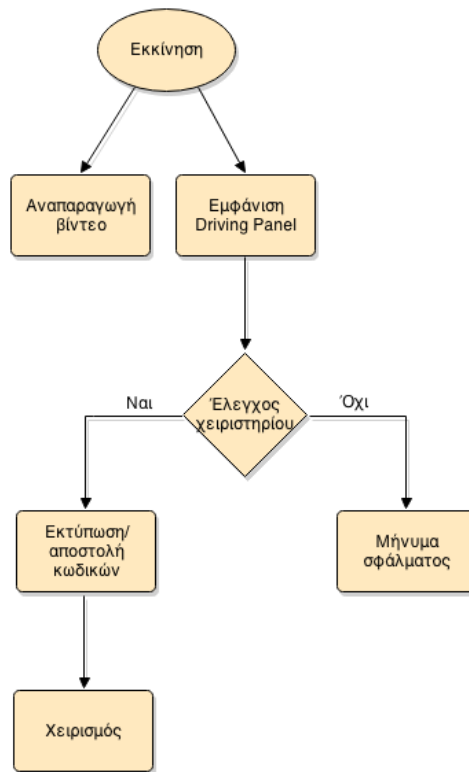 Εκκίνηση
Αναπαραγωγή
βίντεο
Εμφάνιση
Driving Panel
Έλεγχος
χειριστηρίου
Ναι
Όχι
Εκτύπωση/
αποστολή
κωδικών
Μήνυμα
σφάλματος
Χειρισμός